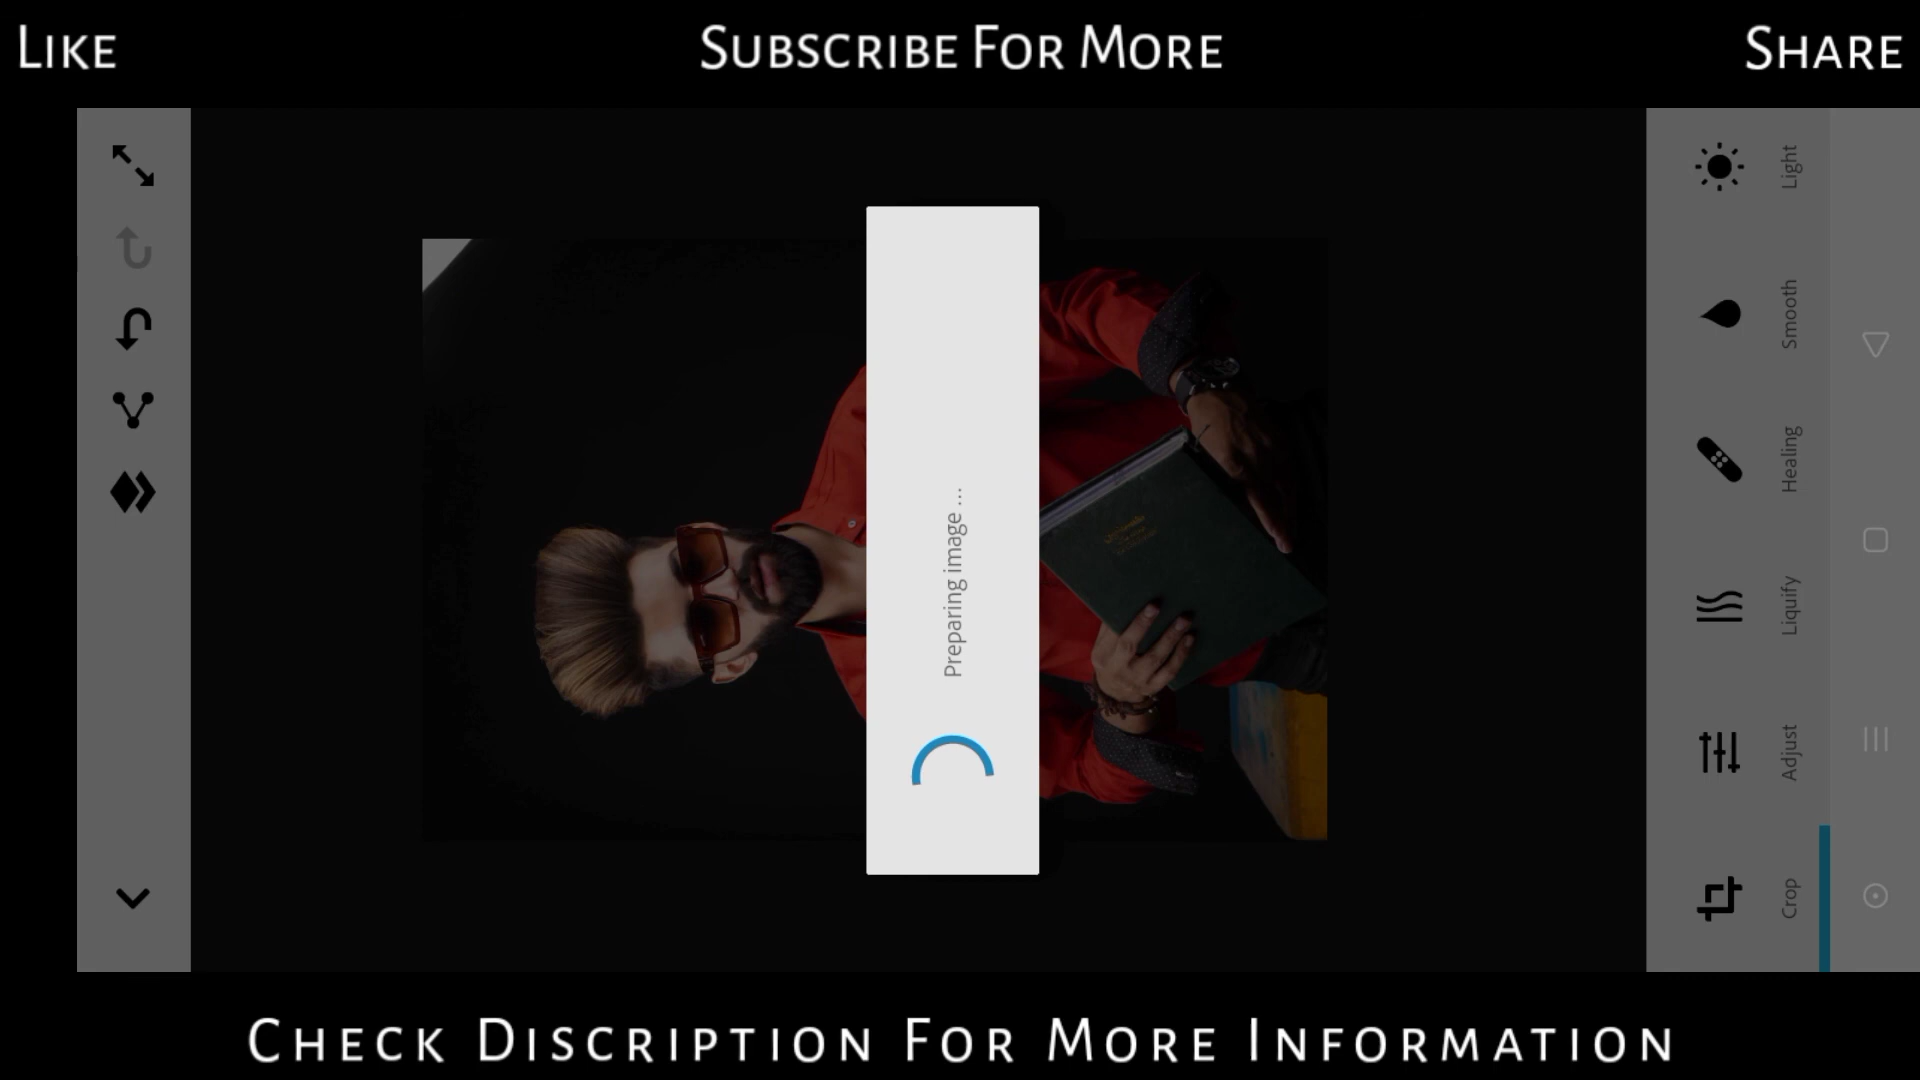 Like
Subscribe For More
Share
Light
Smooth
Healing
Liquify
Adjust
Crop
Preparing image ...
Check Discription For More Information